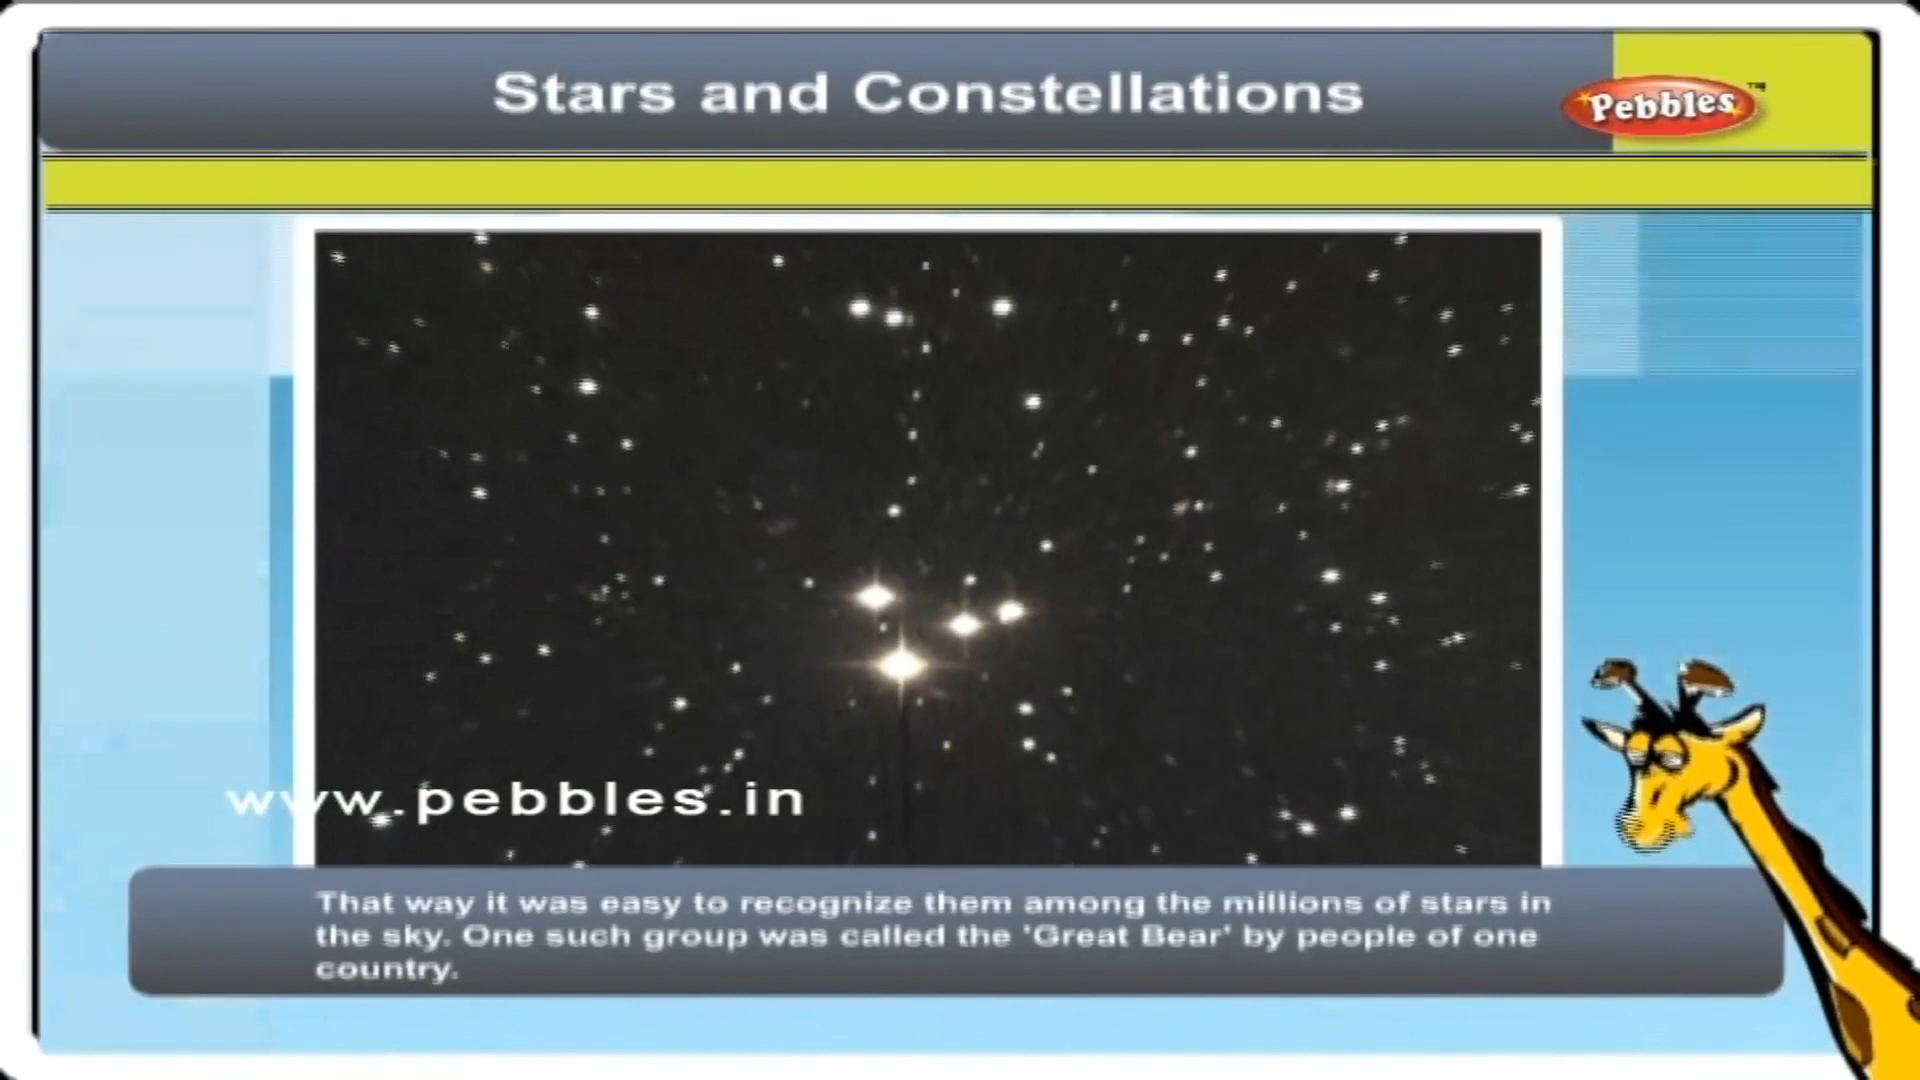 Stars and Constellations
Pebbles™
www.pebbles.in
That way it was easy to recognize them among the millions of stars in
the sky. One such group was called the 'Great Bear' by people of one
country.